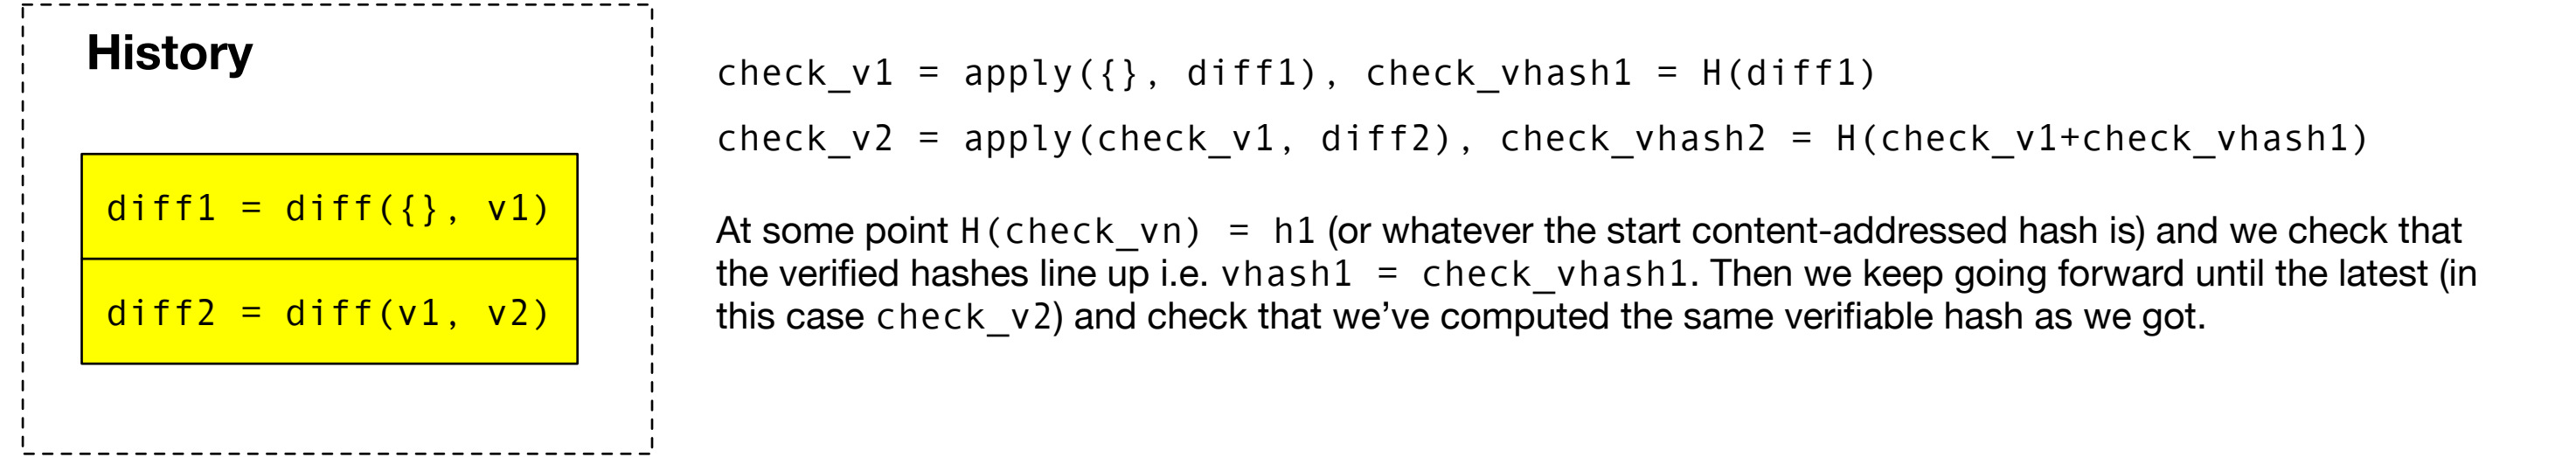 History
diff1 = diff({}, v1)
diff2 = diff(v1, v2)
check_v1 = apply({}, diff1), check_vhash1 = H(diff1)
check_v2 = apply(check_v1, diff2), check_vhash2 = H(check_v1+check_vhash1)
At some point H(check_vn) = h1 (or whatever the start content-addressed hash is) and we check that
the verified hashes line up i.e. vhash1 = check_vhash1. Then we keep going forward until the latest (in
this case check_v2) and check that we’ve computed the same verifiable hash as we got.